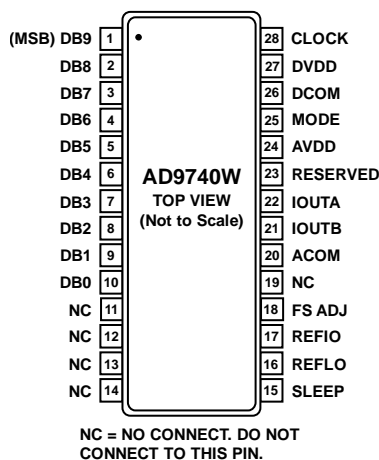 (MSB) DB9 1 28 CLOCK
DB8 2 27 DVDD
DB7 3 26 DCOM
DB6 4 25 MODE
DB5 5 24 AVDD
DB4 6 AD9740W 23 RESERVED
DB3 7 TOP VIEW 22 IOUTA
DB2 8 (Not to Scale) 21 IOUTB
DB1 9 20 ACOM
DB0 10 19 NC
NC 11 18 FS ADJ
NC 12 17 REFIO
NC 13 16 REFLO
NC 14 15 SLEEP
NC = NO CONNECT. DO NOT
CONNECT TO THIS PIN.